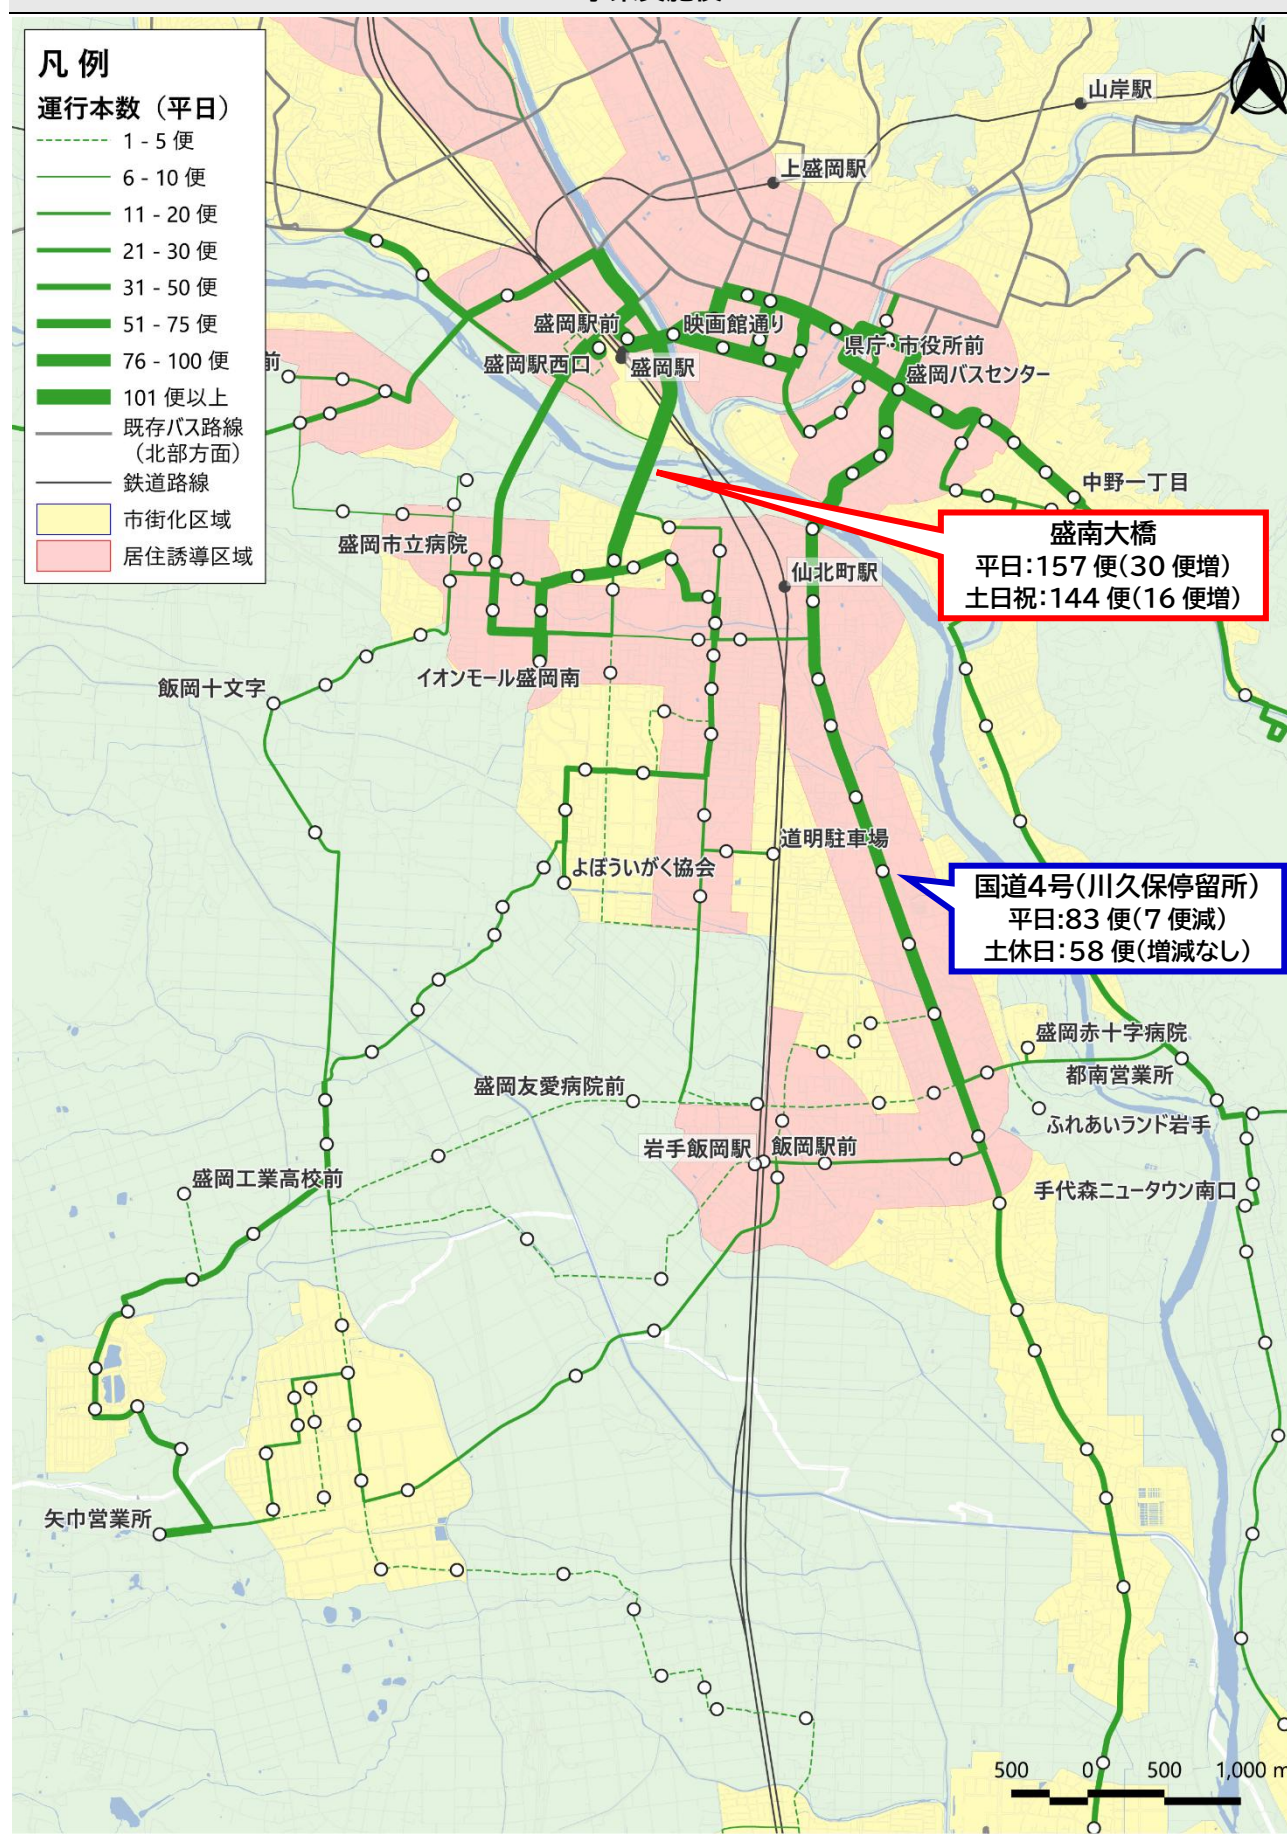 凡 例
運行本数（平日）
1 - 5 便
6 - 10 便
11 - 20 便
21 - 30 便
31 - 50 便
51 - 75 便
76 - 100 便
101 便以上
既存バス路線
（北部方面）
鉄道路線
市街化区域
居住誘導区域
N
山岸駅
上盛岡駅
盛岡駅前
映画館通り
県庁・市役所前
盛岡駅西口
盛岡駅
盛岡バスセンター
前
中野一丁目
盛南大橋
平日：157 便（30 便増）
土日祝：144 便（16 便増）
盛岡市立病院
仙北町駅
イオンモール盛岡南
飯岡十文字
道明駐車場
よぼういがく協会
国道4号（川久保停留所）
平日：83 便（7 便減）
土休日：58 便（増減なし）
盛岡赤十字病院
都南営業所
盛岡友愛病院前
ふれあいランド岩手
岩手飯岡駅
飯岡駅前
盛岡工業高校前
手代森ニュータウン南口
矢巾営業所
500 0 500 1,000 m